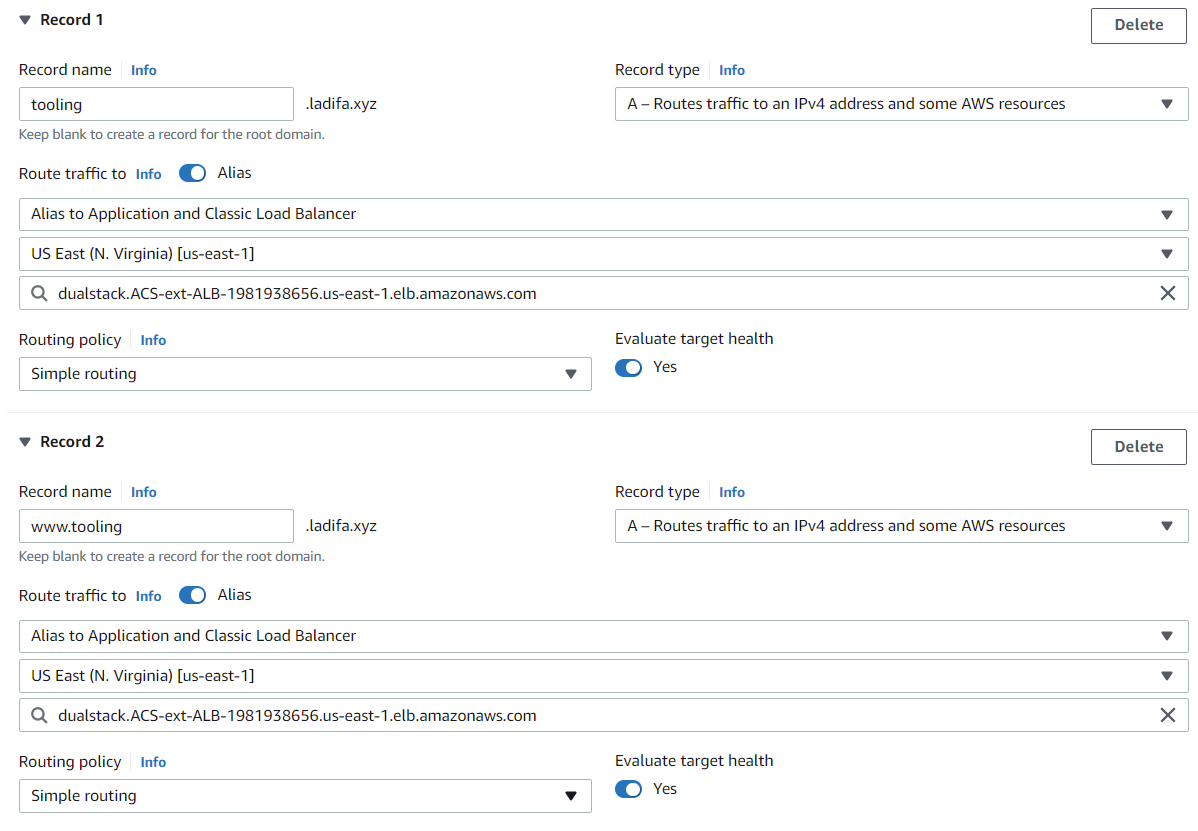 Record 1
Delete
Record name Info
Record type Info
tooling .ladifa.xyz
A – Routes traffic to an IPv4 address and some AWS resources
Keep blank to create a record for the root domain.
Route traffic to Info Alias
Alias to Application and Classic Load Balancer
US East (N. Virginia) [us-east-1]
dualstack.ACS-ext-ALB-1981938656.us-east-1.elb.amazonaws.com
Routing policy Info
Evaluate target health
Simple routing
Yes
Record 2
Delete
Record name Info
Record type Info
www.tooling .ladifa.xyz
A – Routes traffic to an IPv4 address and some AWS resources
Keep blank to create a record for the root domain.
Route traffic to Info Alias
Alias to Application and Classic Load Balancer
US East (N. Virginia) [us-east-1]
dualstack.ACS-ext-ALB-1981938656.us-east-1.elb.amazonaws.com
Routing policy Info
Evaluate target health
Simple routing
Yes